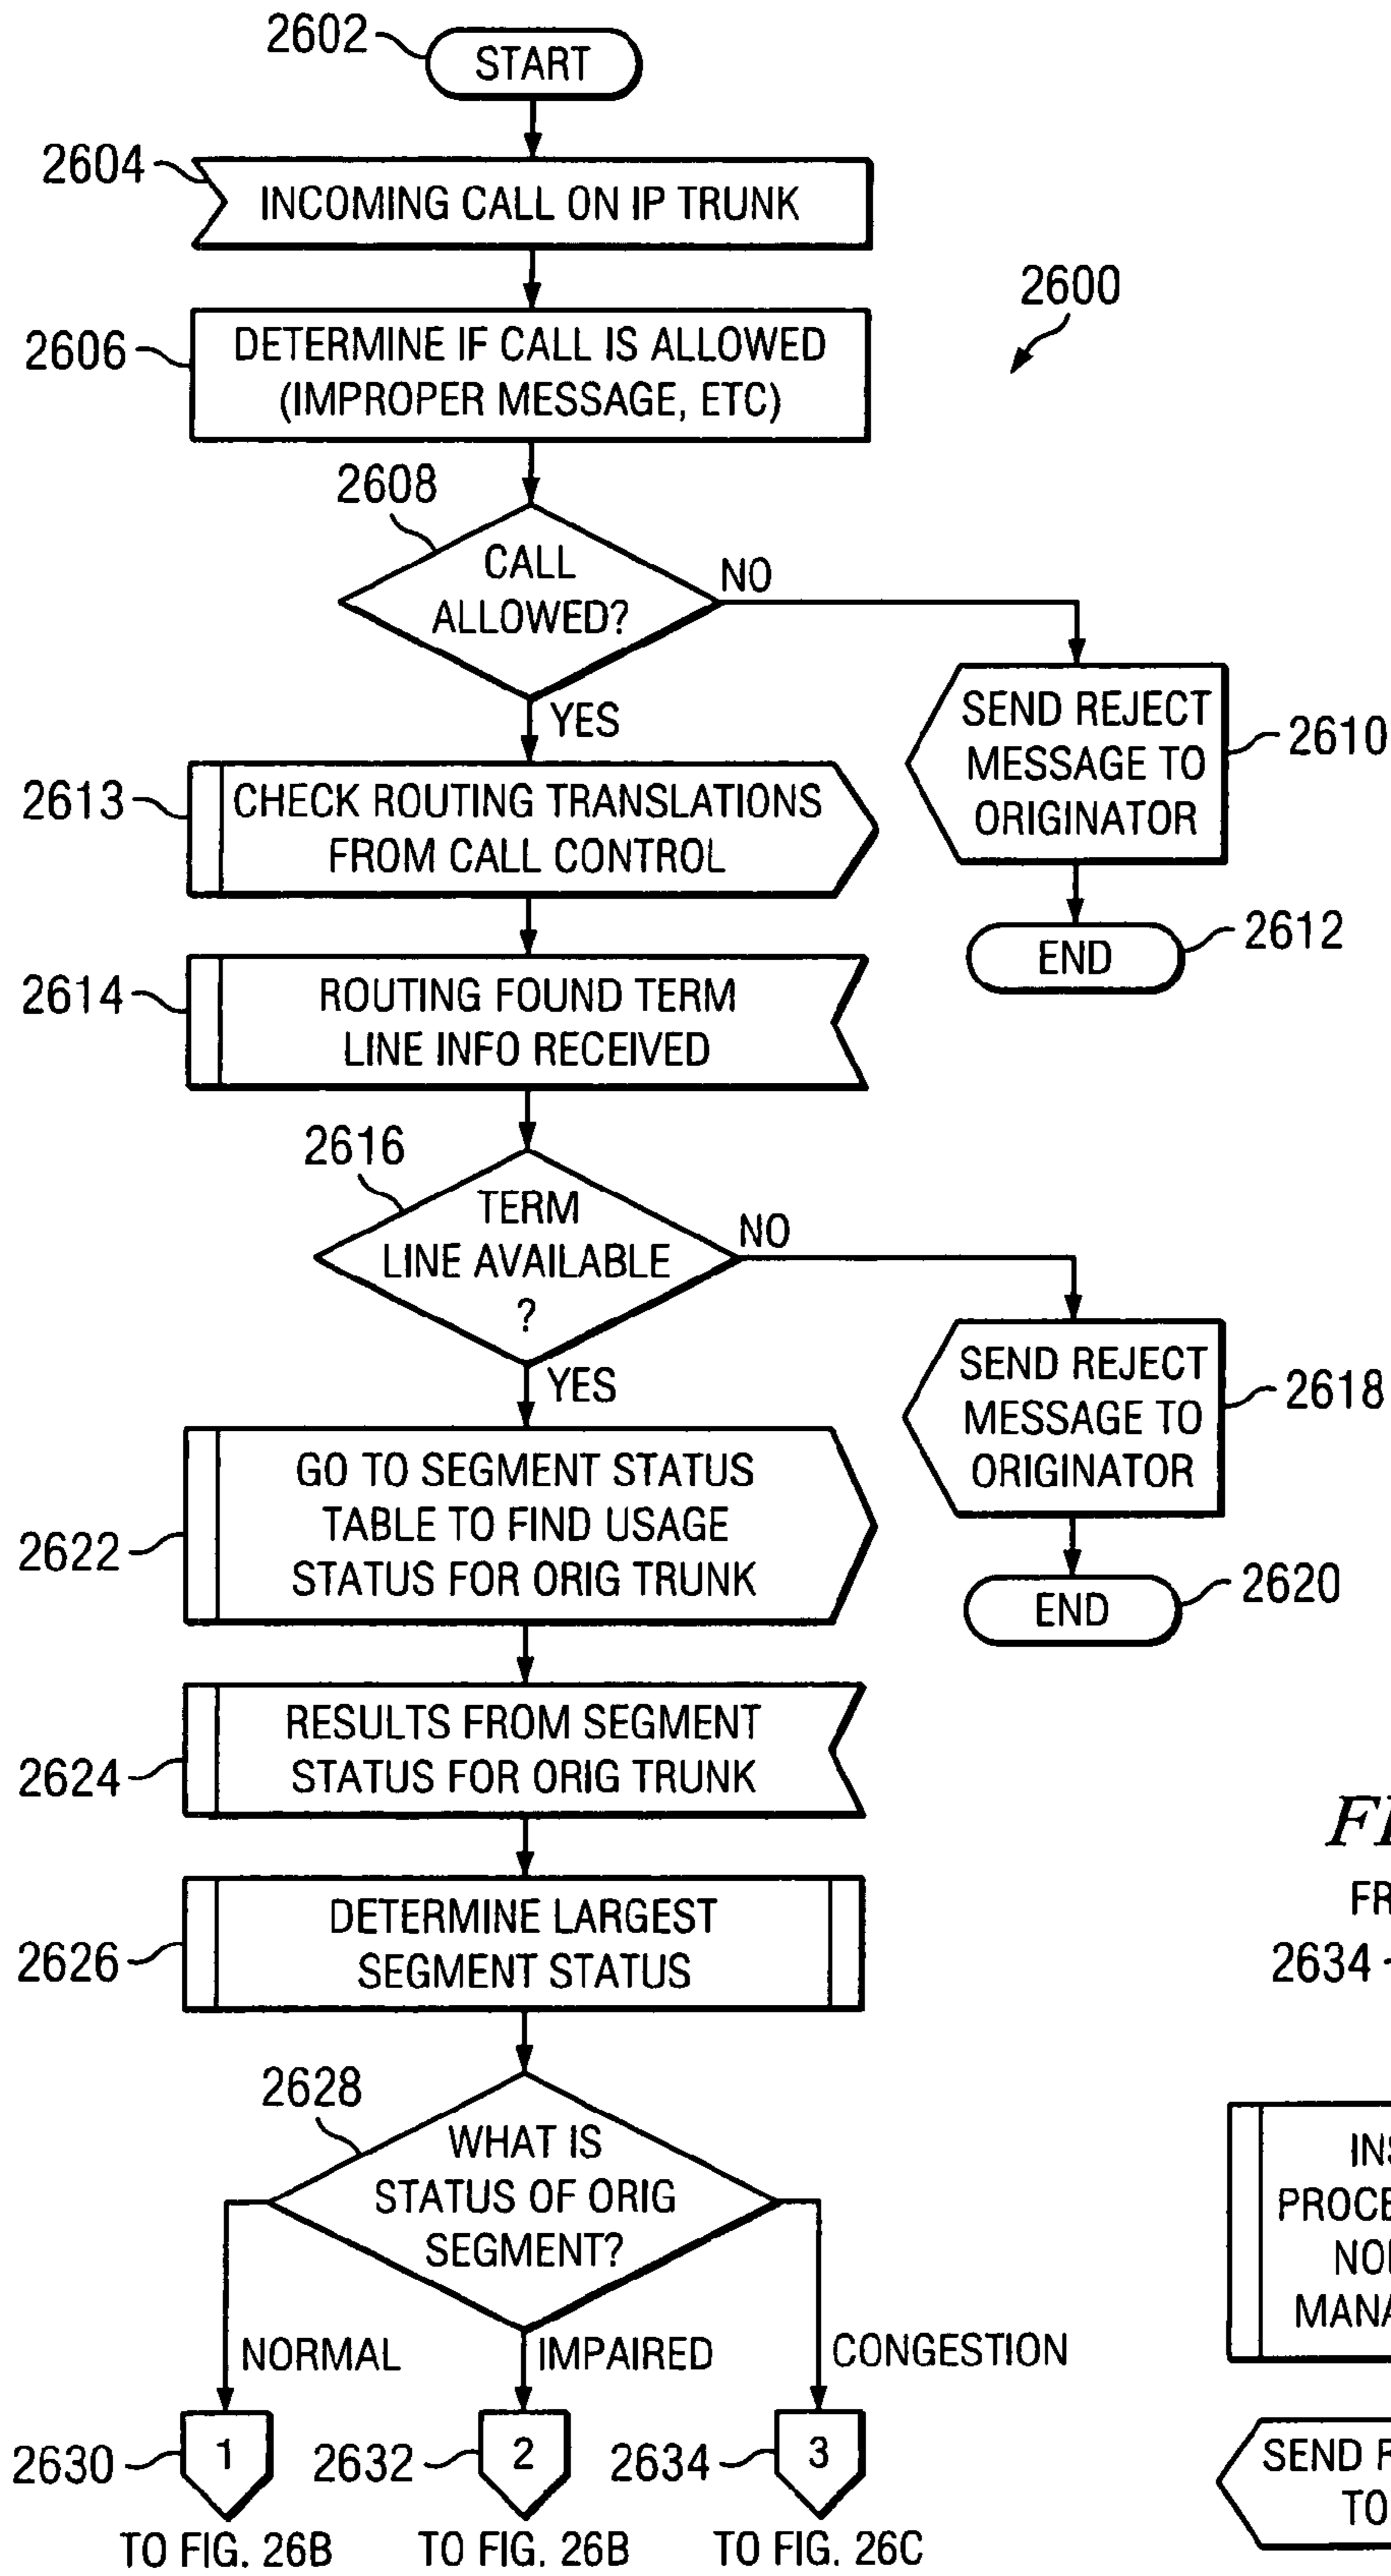 2602
START
2604
INCOMING CALL ON IP TRUNK
2600
2606
DETERMINE IF CALL IS ALLOWED
(IMPROPER MESSAGE, ETC)
2608
CALL
ALLOWED?
NO
YES
SEND REJECT
MESSAGE TO
ORIGINATOR
2610
2613
CHECK ROUTING TRANSLATIONS
FROM CALL CONTROL
END
2612
2614
ROUTING FOUND TERM
LINE INFO RECEIVED
2616
TERM
LINE AVAILABLE
?
NO
YES
SEND REJECT
MESSAGE TO
ORIGINATOR
2618
2622
GO TO SEGMENT STATUS
TABLE TO FIND USAGE
STATUS FOR ORIG TRUNK
END
2620
2624
RESULTS FROM SEGMENT
STATUS FOR ORIG TRUNK
2626
DETERMINE LARGEST
SEGMENT STATUS
2634
2628
WHAT IS
STATUS OF ORIG
SEGMENT?
NORMAL
IMPAIRED
CONGESTION
2630
1
2632
2
2634
3
TO FIG. 26B
TO FIG. 26B
TO FIG. 26C
SEND
TO